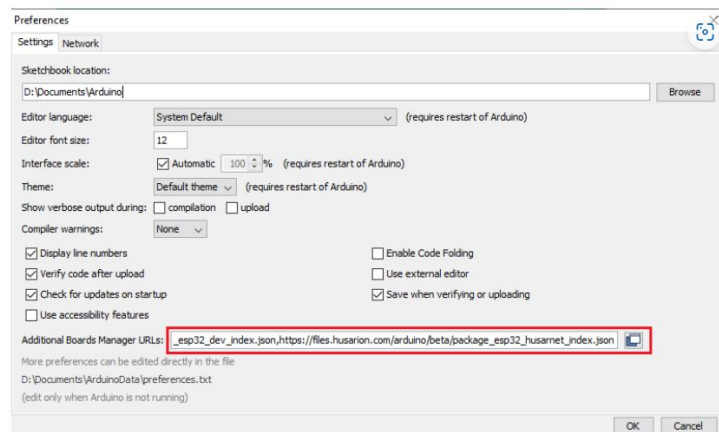 Preferences
Settings Network
Sketchbook location:
D:\Documents\Arduino
Browse
Editor language: System Default (requires restart of Arduino)
Editor font size: 12
Interface scale: Automatic 100 % (requires restart of Arduino)
Theme: Default theme (requires restart of Arduino)
Show verbose output during: compilation upload
Compiler warnings: None
Display line numbers Enable Code Folding
Verify code after upload Use external editor
Check for updates on startup Save when verifying or uploading
Use accessibility features
Additional Boards Manager URLs: _esp32_dev_index.json,https://files.husarion.com/arduino/beta/package_esp32_husarnet_index.json
More preferences can be edited directly in the file
D:\Documents\ArduinoData\preferences.txt
(edit only when Arduino is not running)
OK Cancel